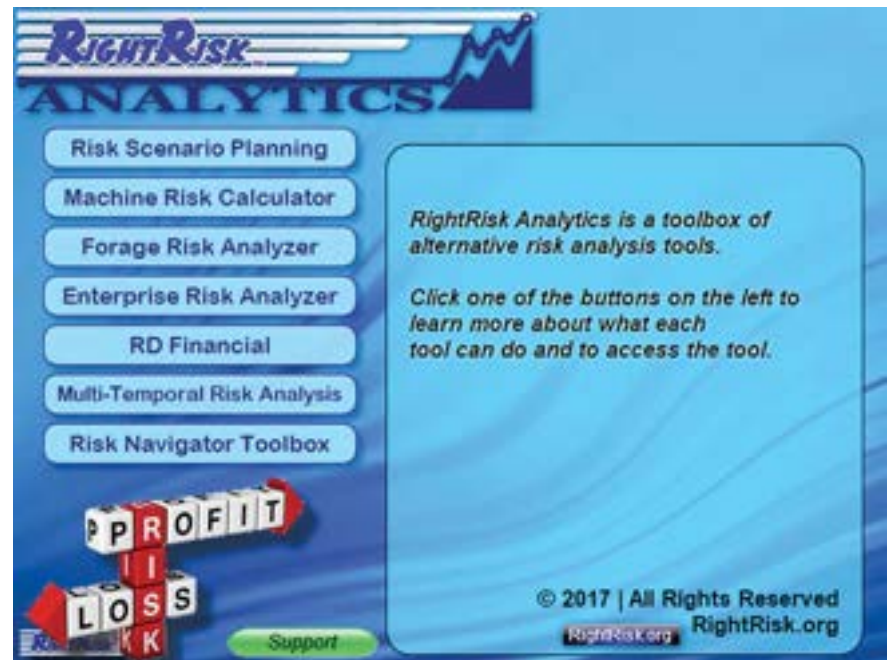 RightRisk™
ANALYTICS
Risk Scenario Planning
Machine Risk Calculator
Forage Risk Analyzer
Enterprise Risk Analyzer
RD Financial
Multi-Temporal Risk Analysis
Risk Navigator Toolbox
RightRisk Analytics is a toolbox of
alternative risk analysis tools.
Click one of the buttons on the left to
learn more about what each
tool can do and to access the tool.
PROFIT
RISK
LOSS
Support
© 2017 | All Rights Reserved
RightRisk.org
RightRisk.org